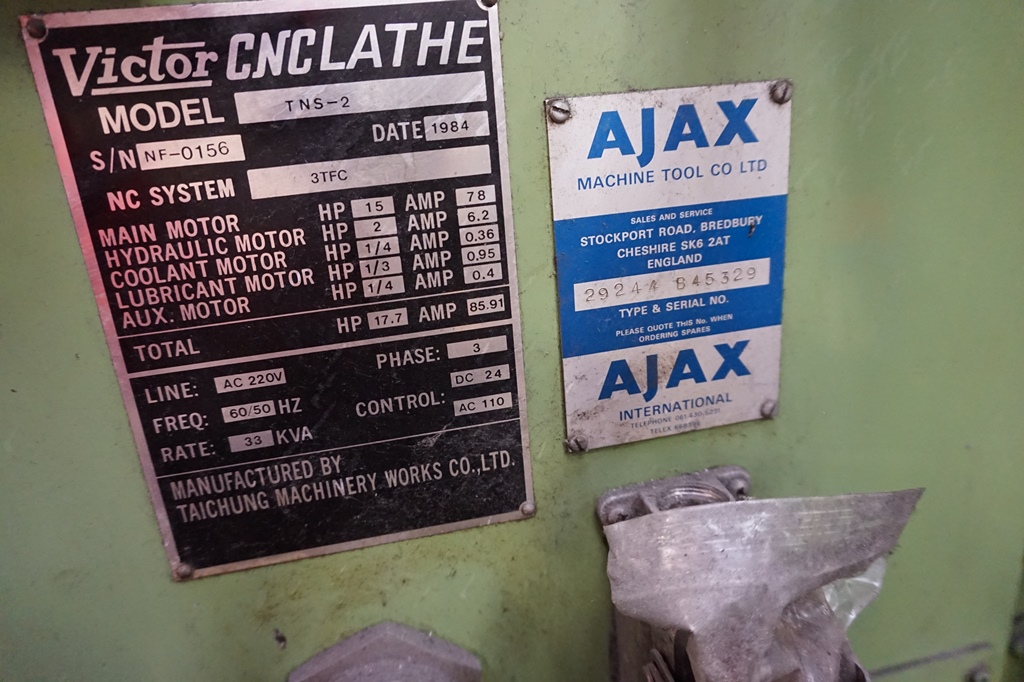 Victor CNC LATHE
MODEL TNS-2
S/N NF-0156 DATE 1984
NC SYSTEM 3TFC
MAIN MOTOR HP 15 AMP 78
HYDRAULIC MOTOR HP 2 AMP 6.2
COOLANT MOTOR HP 1/4 AMP 0.36
LUBRICANT MOTOR HP 1/3 AMP 0.95
AUX. MOTOR HP 1/4 AMP 0.4
TOTAL HP 17.7 AMP 85.91
LINE: AC 220V PHASE: 3
FREQ: 60/50 HZ CONTROL: DC 24
RATE: 33 KVA AC 110
MANUFACTURED BY
TAICHUNG MACHINERY WORKS CO.,LTD.
AJAX
MACHINE TOOL CO LTD
SALES AND SERVICE
STOCKPORT ROAD, BREDBURY
CHESHIRE SK6 2AT
ENGLAND
29244 845329
TYPE & SERIAL NO.
PLEASE QUOTE THIS No. WHEN
ORDERING SPARES
AJAX
INTERNATIONAL
TELEPHONE 061-430-5291
TELEX